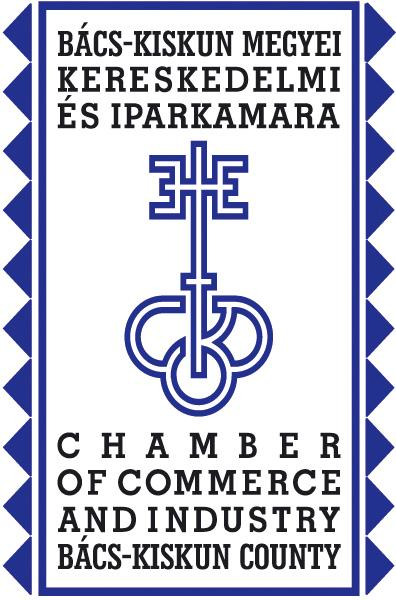 BÁCS-KISKUN MEGYEI
KERESKEDELMI
ÉS IPARKAMARA
CHAMBER
OF COMMERCE
AND INDUSTRY
BÁCS-KISKUN COUNTY